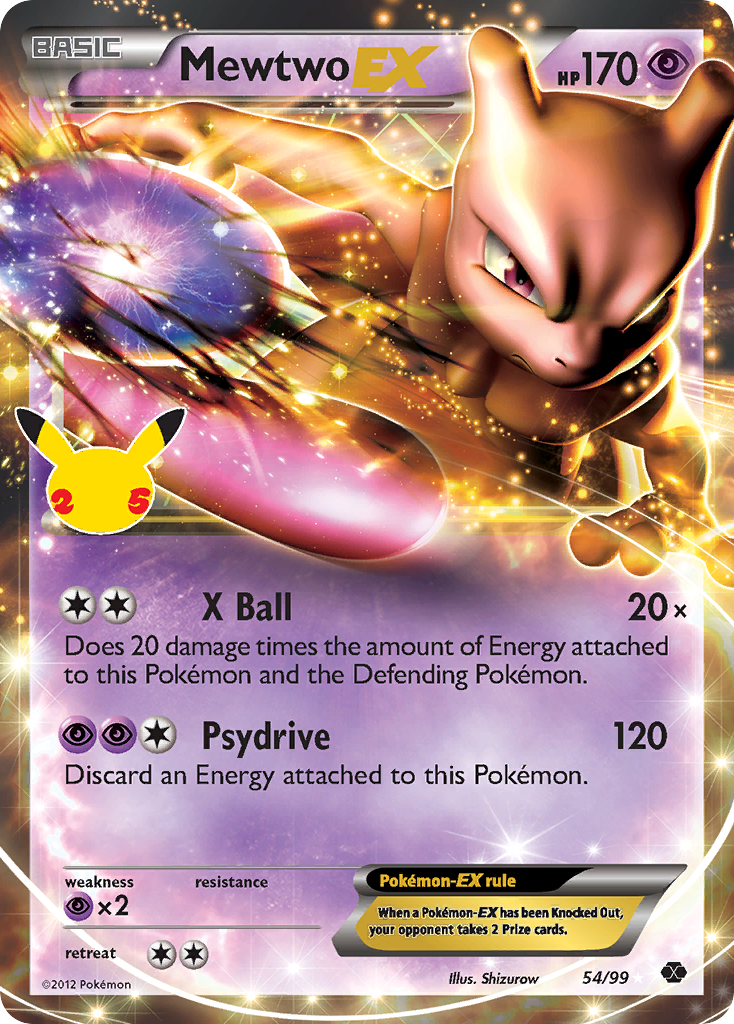 BASIC
Mewtwo EX
HP170
25
X Ball 20×
Does 20 damage times the amount of Energy attached
to this Pokémon and the Defending Pokémon.
Psydrive 120
Discard an Energy attached to this Pokémon.
weakness resistance
×2
Pokémon-EX rule
When a Pokémon-EX has been Knocked Out,
your opponent takes 2 Prize cards.
retreat
©2012 Pokémon
Illus. Shizurow 54/99